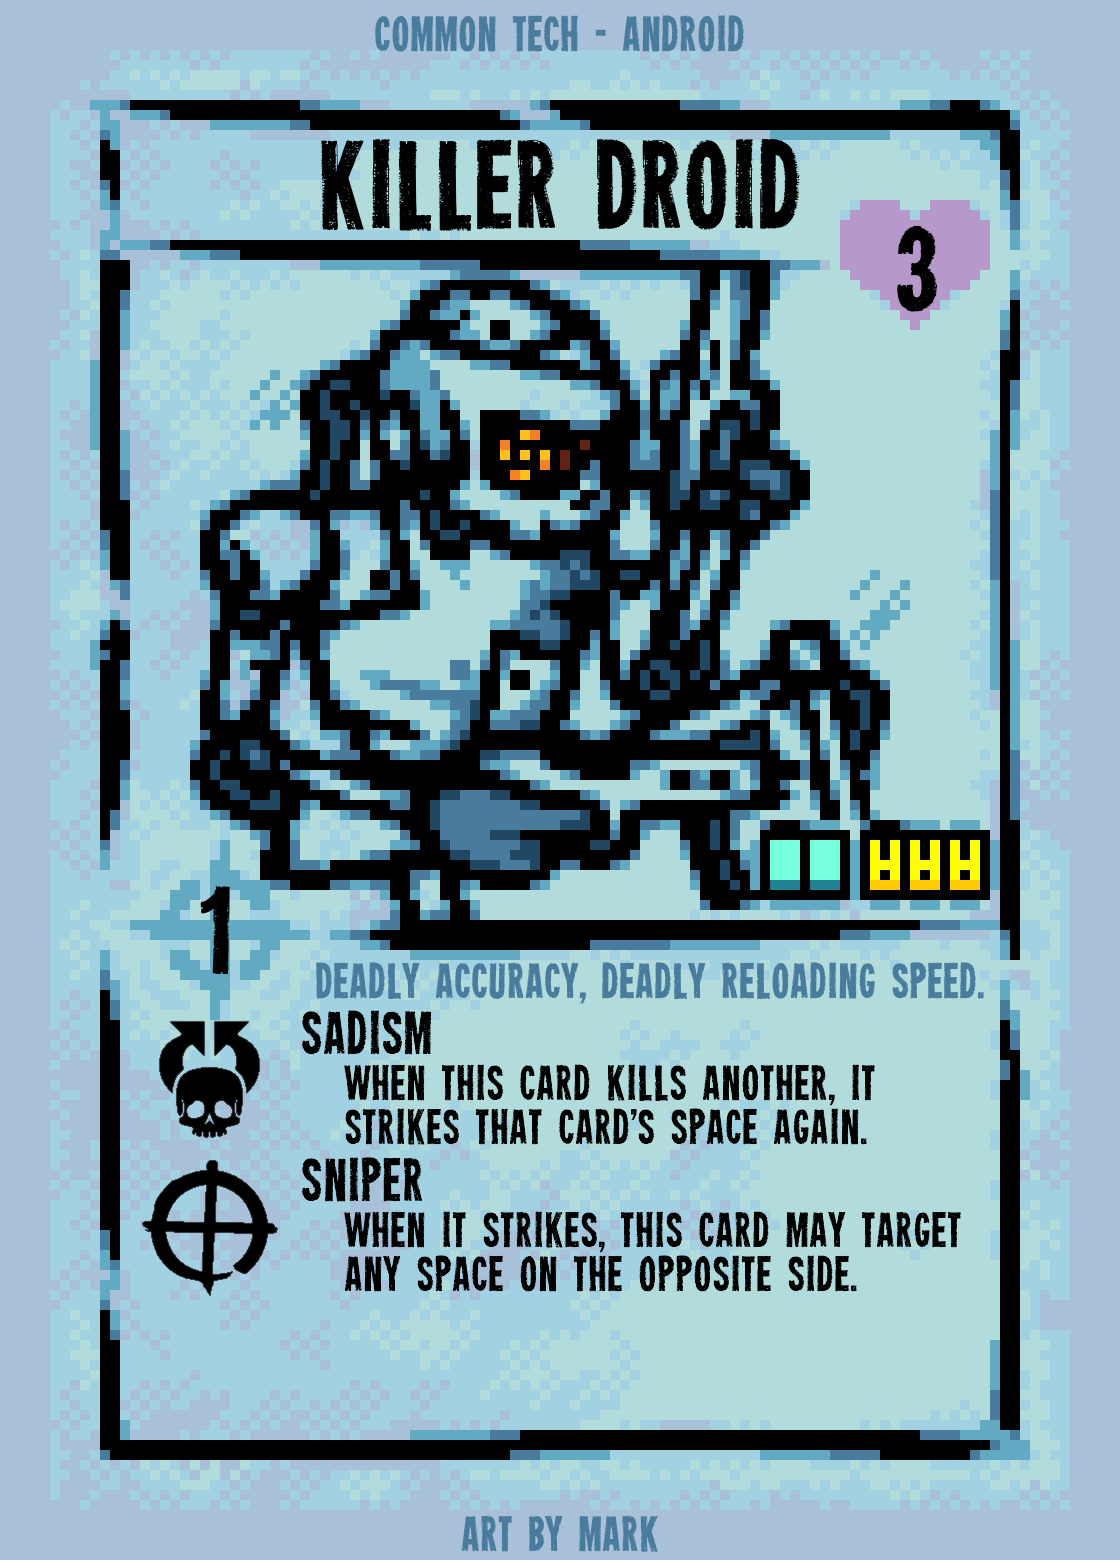 COMMON TECH - ANDROID
KILLER DROID
3
1
DEADLY ACCURACY, DEADLY RELOADING SPEED.
SADISM
WHEN THIS CARD KILLS ANOTHER, IT
STRIKES THAT CARD'S SPACE AGAIN.
SNIPER
WHEN IT STRIKES, THIS CARD MAY TARGET
ANY SPACE ON THE OPPOSITE SIDE.
ART BY MARK